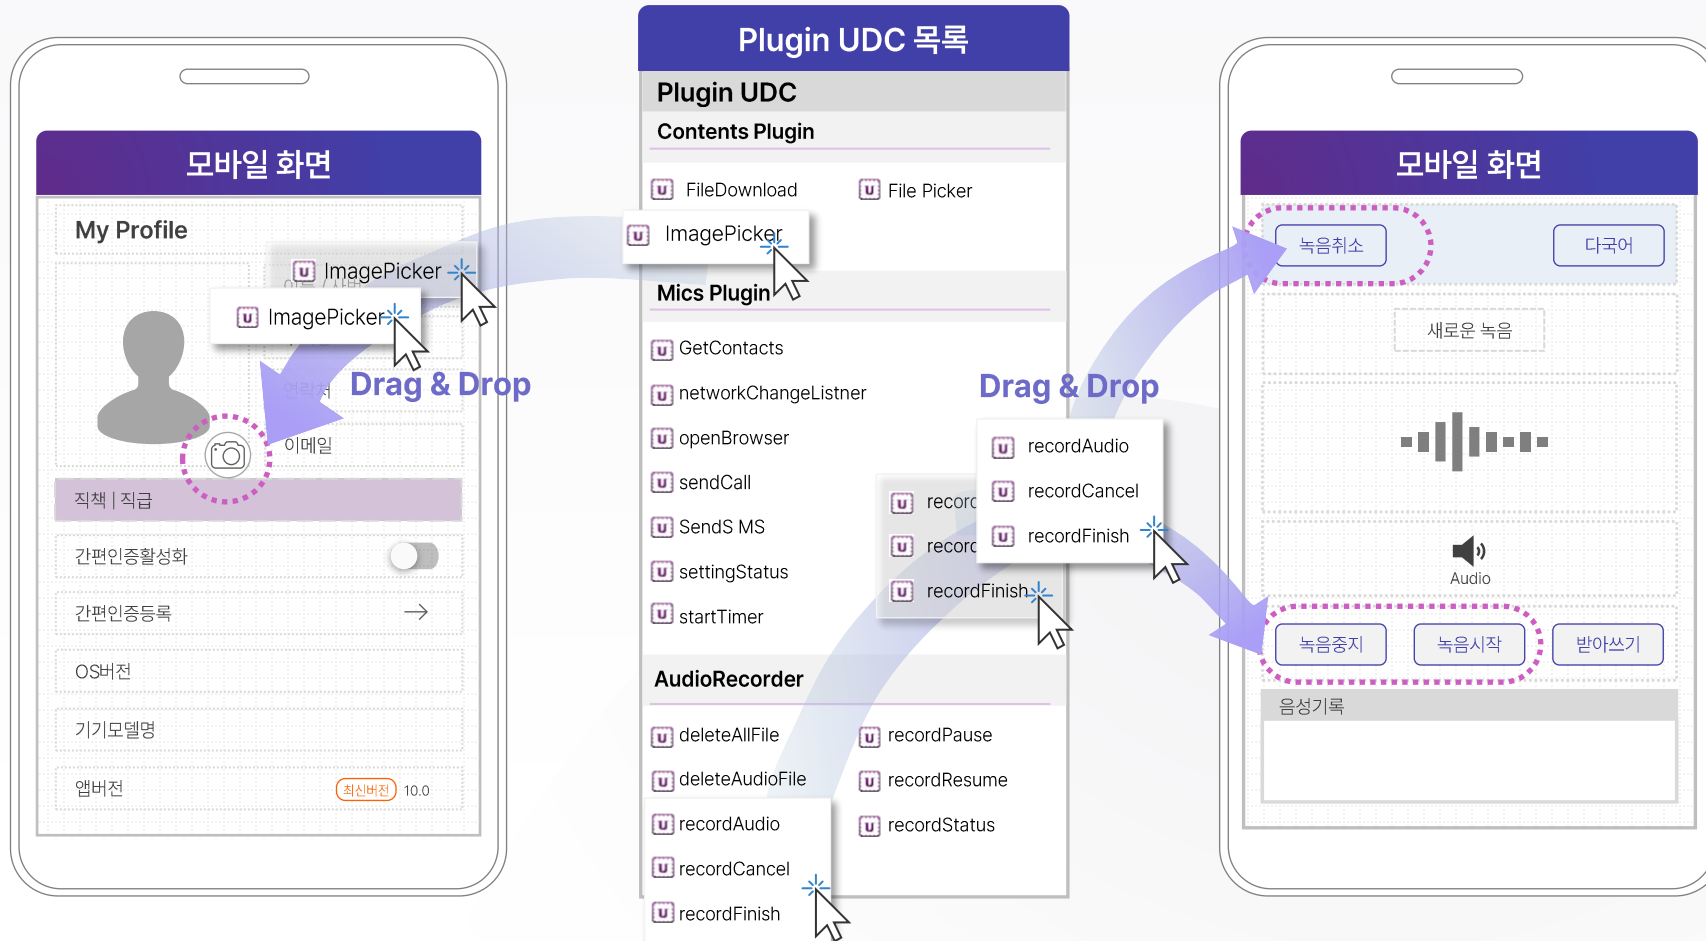 모바일 화면
My Profile
ImagePicker
ImagePicker
연락처
Drag & Drop
이메일
직책 | 직급
간편인증활성화
간편인증등록
OS버전
기기모델명
앱버전
최신버전 10.0
Plugin UDC 목록
Plugin UDC
Contents Plugin
FileDownload
File Picker
ImagePicker
Mics Plugin
GetContacts
networkChangeListner
openBrowser
sendCall
SendS MS
settingStatus
startTimer
AudioRecorder
deleteAllFile
recordPause
deleteAudioFile
recordResume
recordAudio
recordStatus
recordCancel
recordFinish
Drag & Drop
recordAudio
recordCancel
recordFinish
recordFinish
모바일 화면
녹음취소
다국어
새로운 녹음
Audio
녹음중지
녹음시작
받아쓰기
음성기록